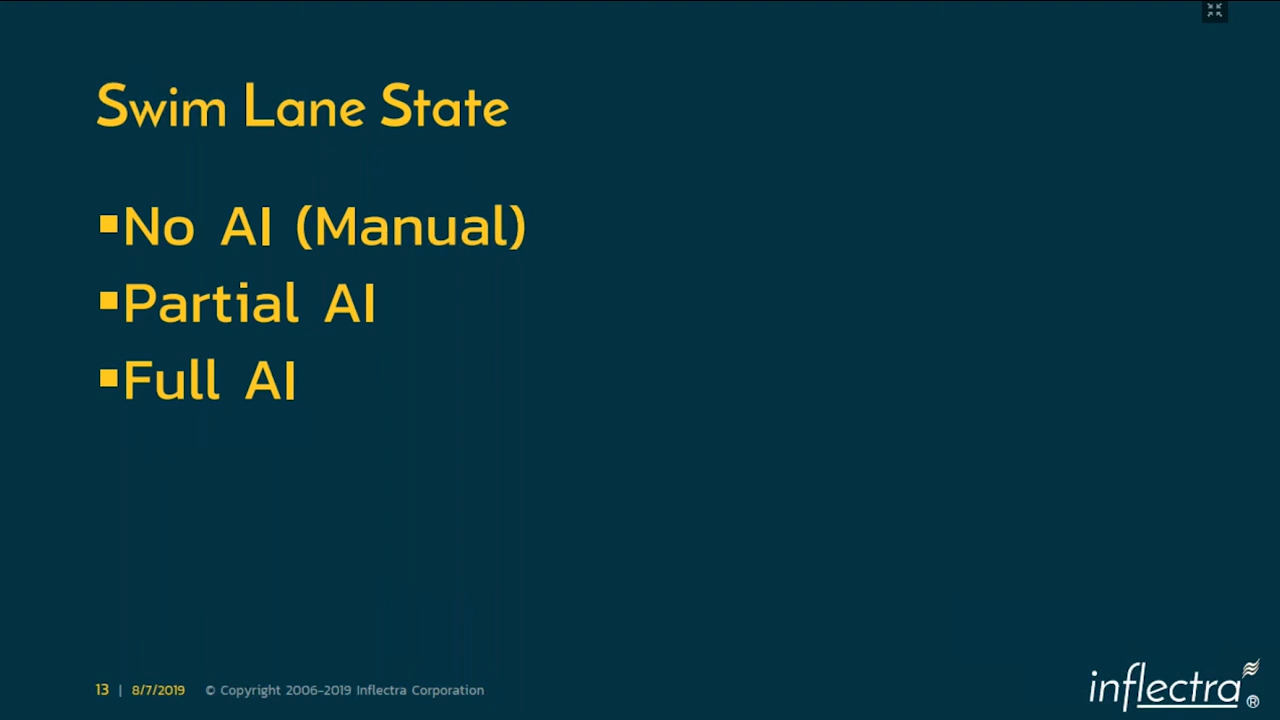 Swim Lane State
▪No AI (Manual)
▪Partial AI
▪Full AI
13 | 8/7/2019 © Copyright 2006-2019 Inflectra Corporation
inflectra®